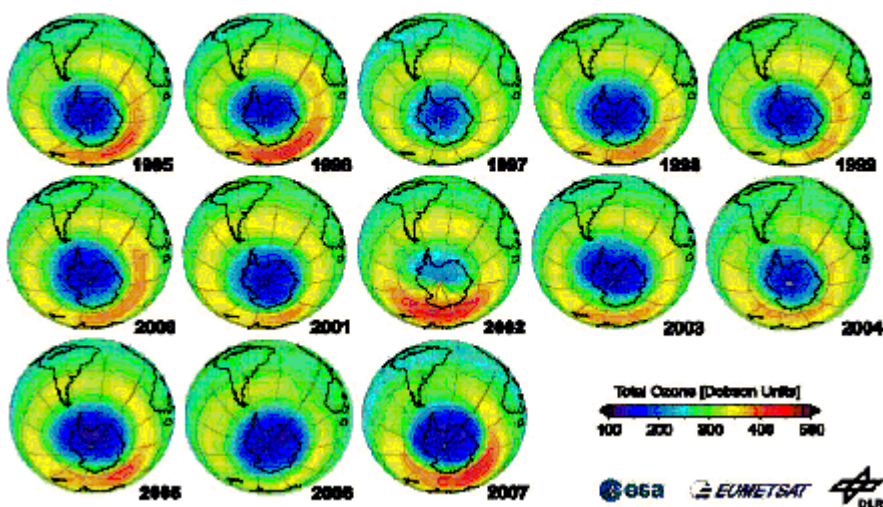 1995 1996 1997 1998 1999
2000 2001 2002 2003 2004
2005 2006 2007
Total Ozone [Dobson Units]
100 200 300 400 500
esa EUMETSAT DLR